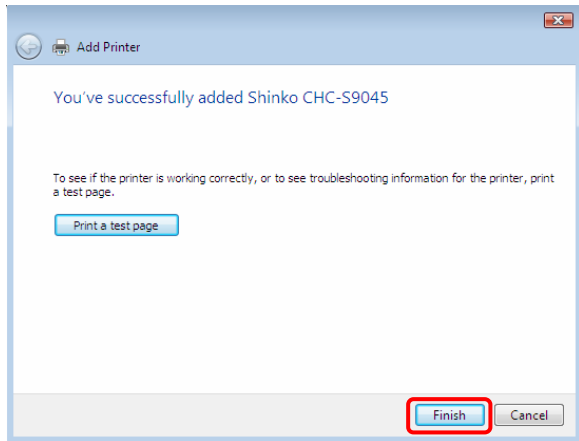 Add Printer
You've successfully added Shinko CHC-S9045
To see if the printer is working correctly, or to see troubleshooting information for the printer, print
a test page.
Print a test page
Finish Cancel